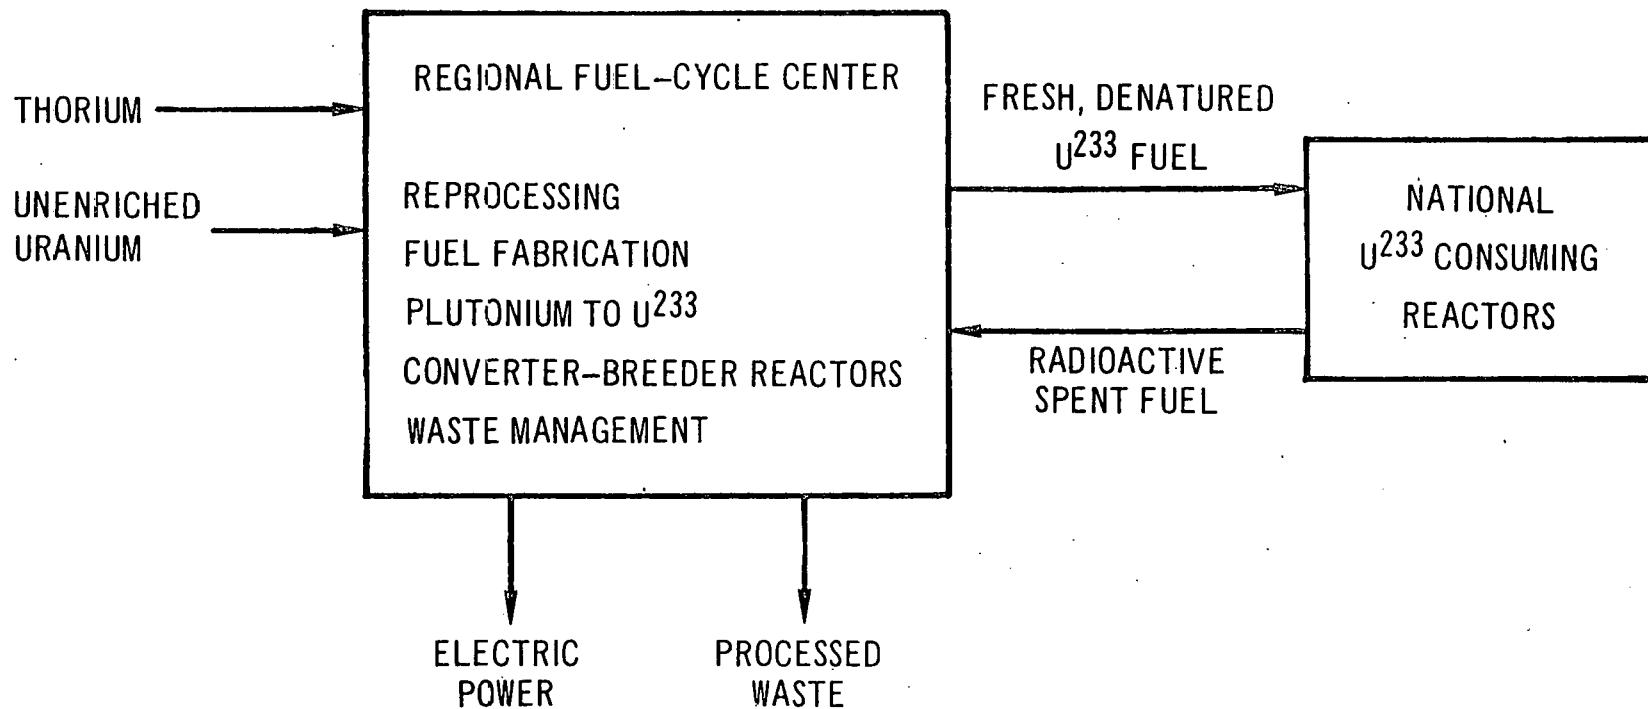 THORIUM
UNENRICHED
URANIUM
REGIONAL FUEL–CYCLE CENTER
REPROCESSING
FUEL FABRICATION
PLUTONIUM TO U²³³
CONVERTER–BREEDER REACTORS
WASTE MANAGEMENT
FRESH, DENATURED
U²³³ FUEL
RADIOACTIVE
SPENT FUEL
NATIONAL
U²³³ CONSUMING
REACTORS
ELECTRIC
POWER
PROCESSED
WASTE